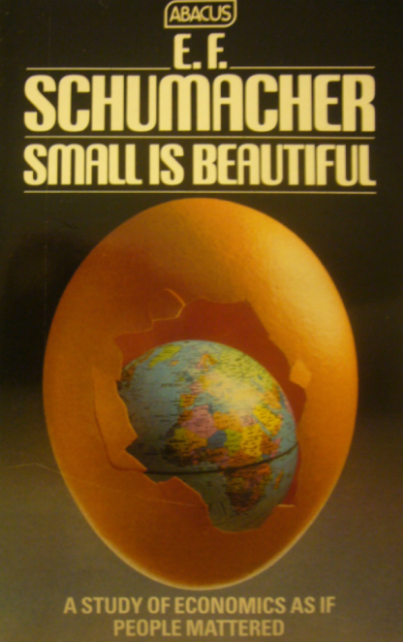 ABACUS
E. F.
SCHUMACHER
SMALL IS BEAUTIFUL
A STUDY OF ECONOMICS AS IF
PEOPLE MATTERED